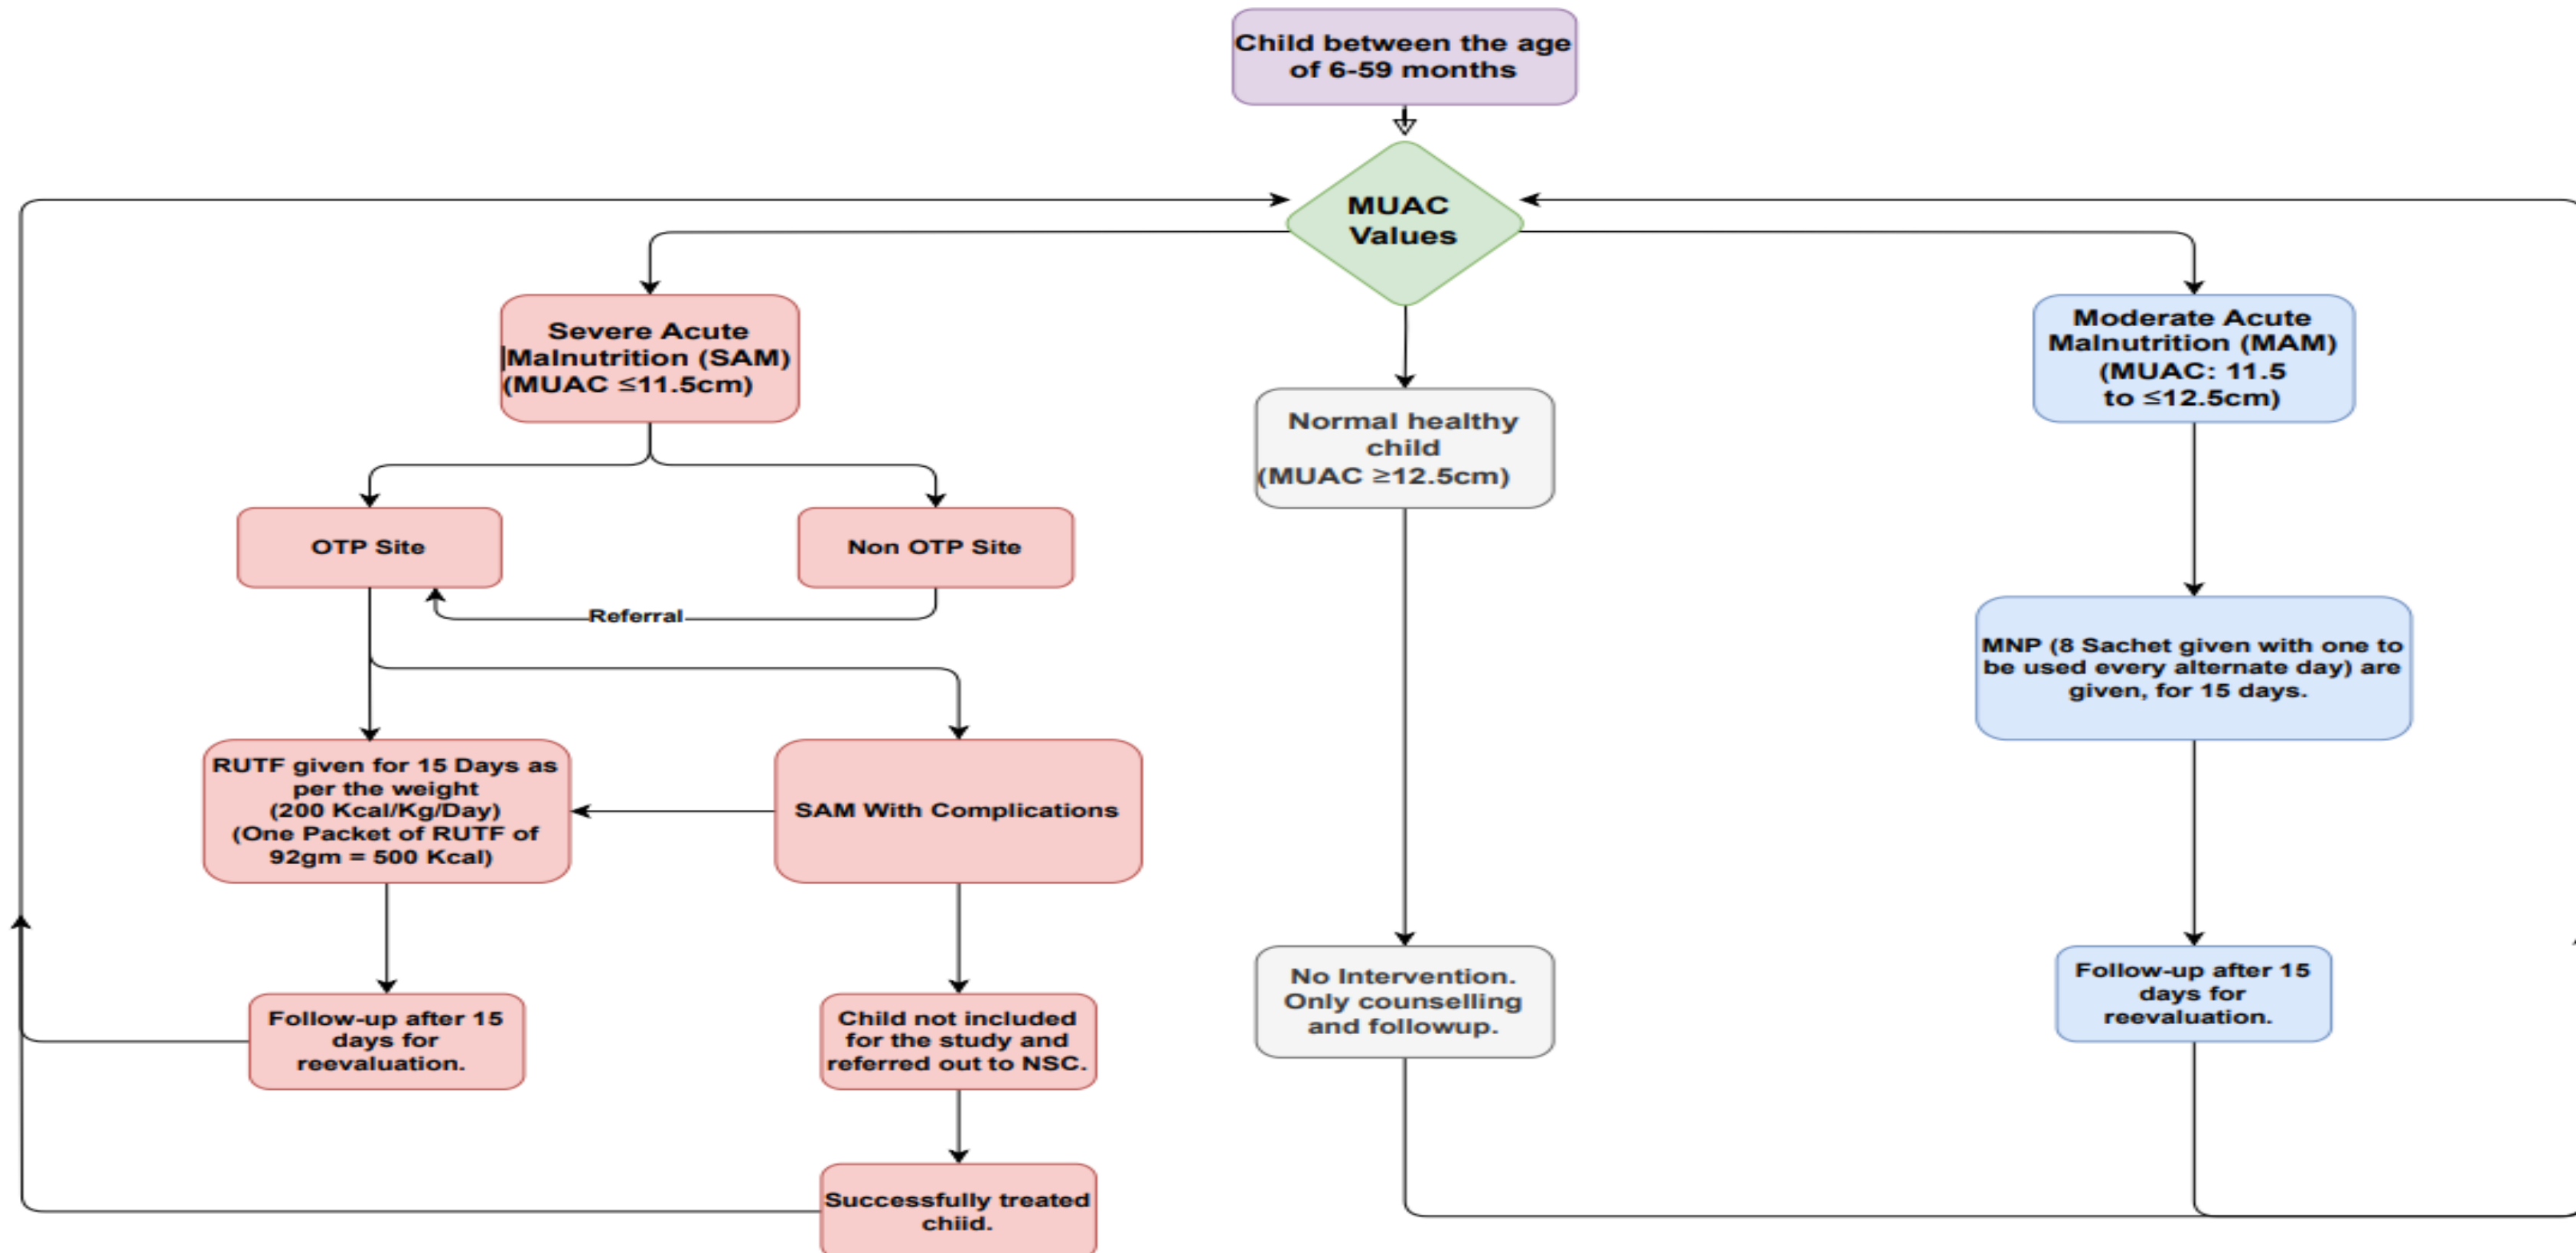 Child between the age
of 6-59 months
MUAC
Values
Severe Acute
Malnutrition (SAM)
(MUAC ≤11.5cm)
Moderate Acute
Malnutrition (MAM)
(MUAC: 11.5
to ≤12.5cm)
Normal healthy
child
(MUAC ≥12.5cm)
OTP Site
Non OTP Site
Referral
MNP (8 Sachet given with one to
be used every alternate day) are
given, for 15 days.
RUTF given for 15 Days as
per the weight
(200 Kcal/Kg/Day)
(One Packet of RUTF of
92gm = 500 Kcal)
SAM With Complications
No Intervention.
Only counselling
and followup.
Follow-up after 15
days for
reevaluation.
Follow-up after 15
days for
reevaluation.
Child not included
for the study and
referred out to NSC.
Successfully treated
chiid.